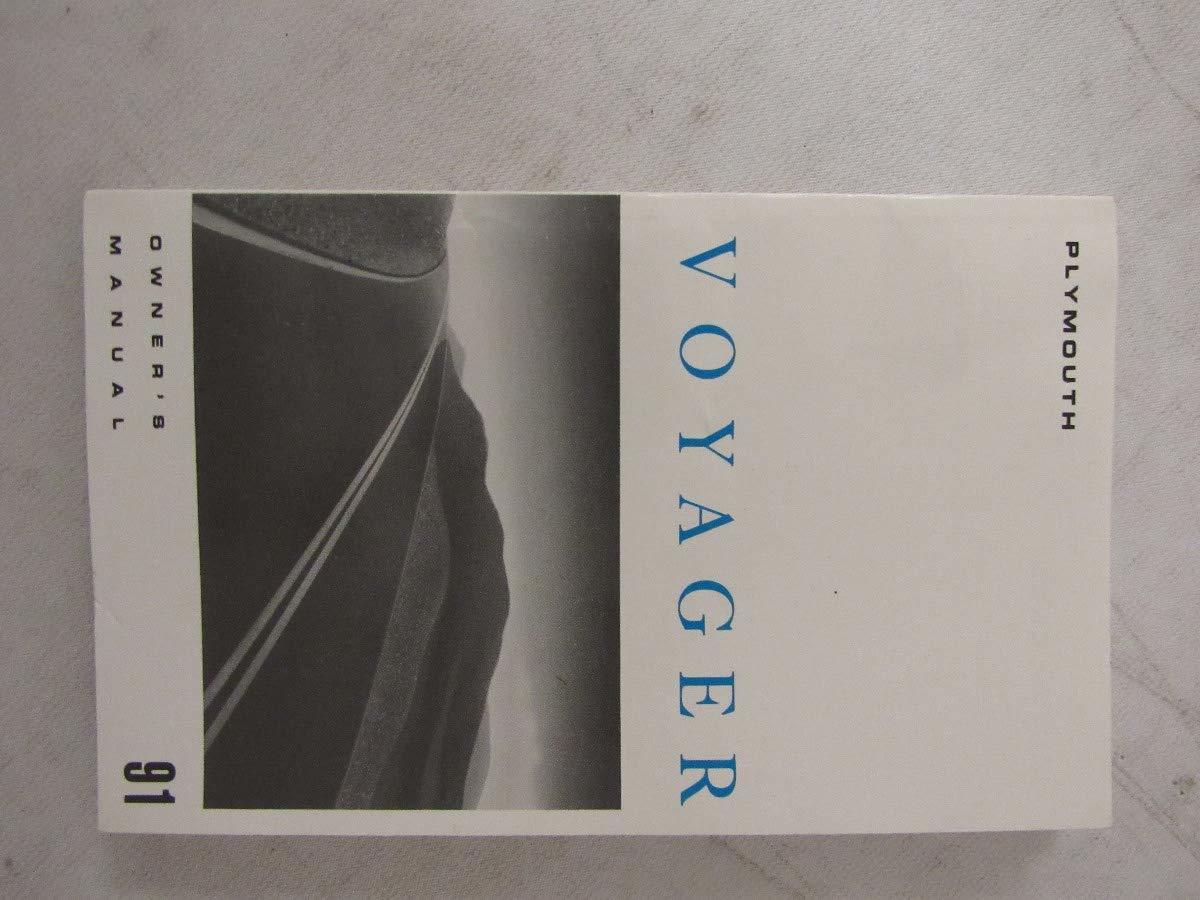 PLYMOUTH
VOYAGER
OWNER'S
MANUAL
91